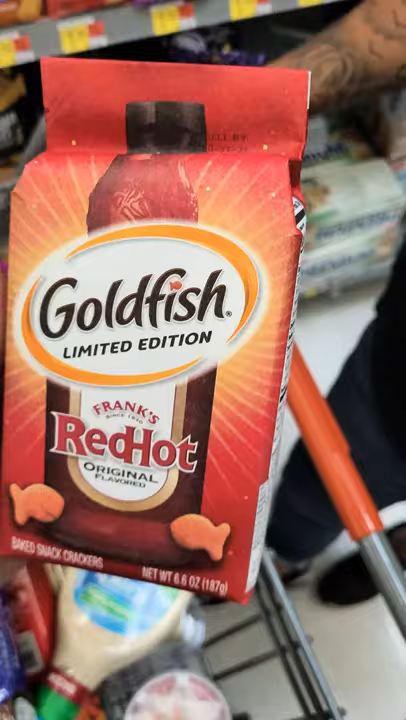 Goldfish®
LIMITED EDITION
FRANK'S
SINCE 1920
RedHot
ORIGINAL
FLAVORED
BAKED SNACK CRACKERS
NET WT 6.6 OZ (187g)